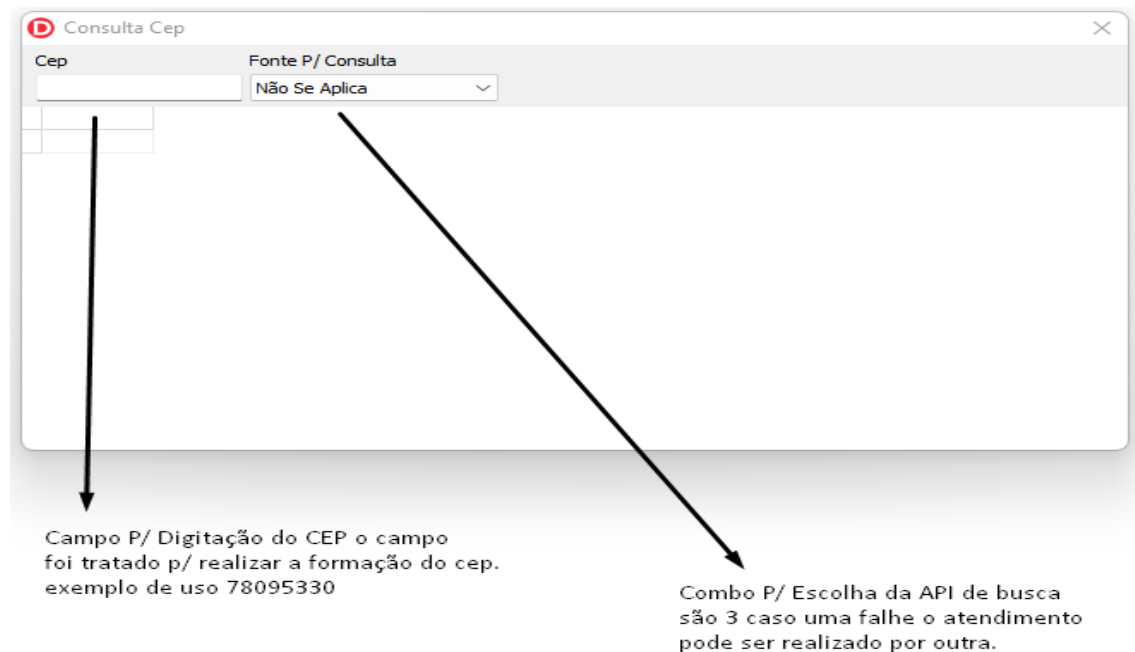 D Consulta Cep
Cep Fonte P/ Consulta
Não Se Aplica
Campo P/ Digitação do CEP o campo
foi tratado p/ realizar a formação do cep.
exemplo de uso 78095330
Combo P/ Escolha da API de busca
são 3 caso uma falhe o atendimento
pode ser realizado por outra.